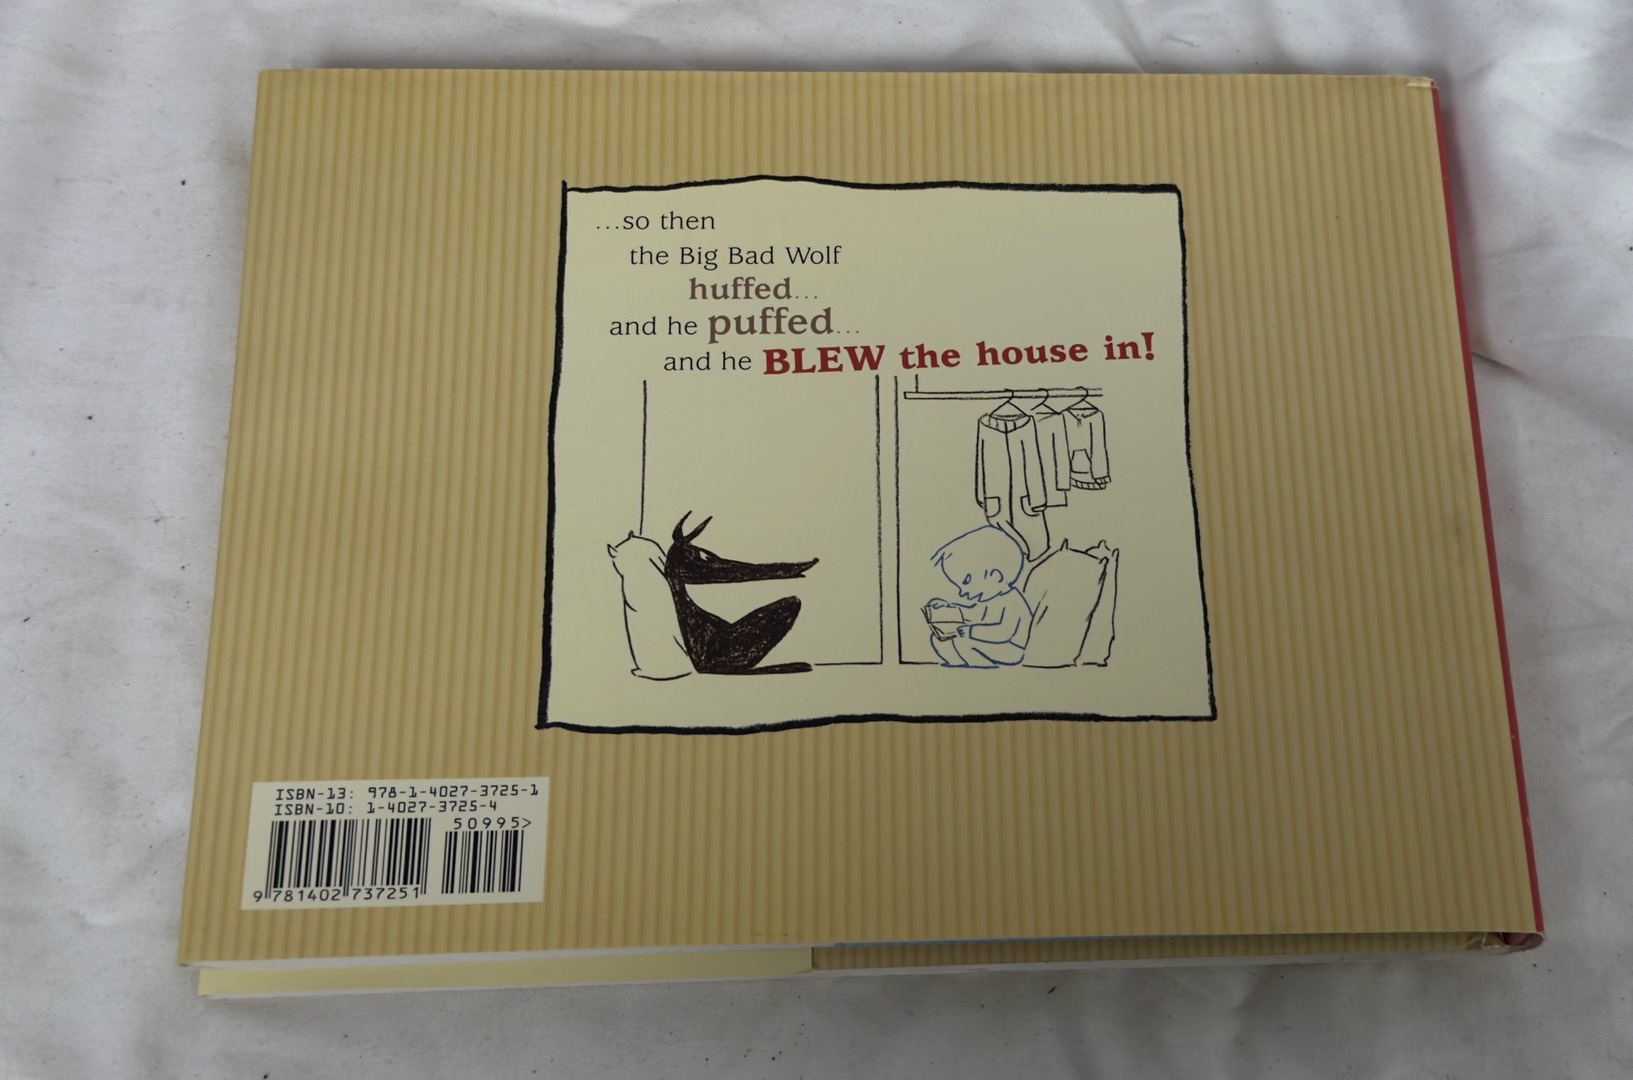 ...so then
the Big Bad Wolf
huffed...
and he puffed...
and he BLEW the house in!
ISBN-13: 978-1-4027-3725-1
ISBN-10: 1-4027-3725-4
50995>
9 781402 737251